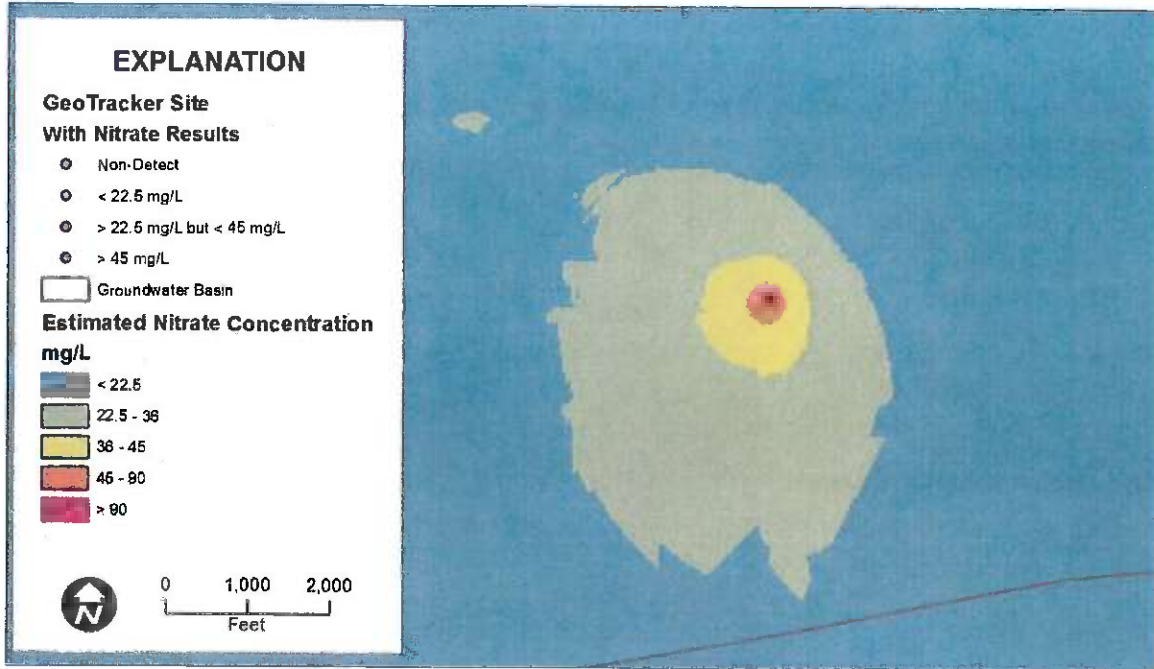 EXPLANATION
GeoTracker Site
With Nitrate Results
Non-Detect
< 22.5 mg/L
> 22.5 mg/L but < 45 mg/L
> 45 mg/L
Groundwater Basin
Estimated Nitrate Concentration
mg/L
< 22.5
22.5 - 36
36 - 45
45 - 90
> 90
N
0 1,000 2,000
Feet